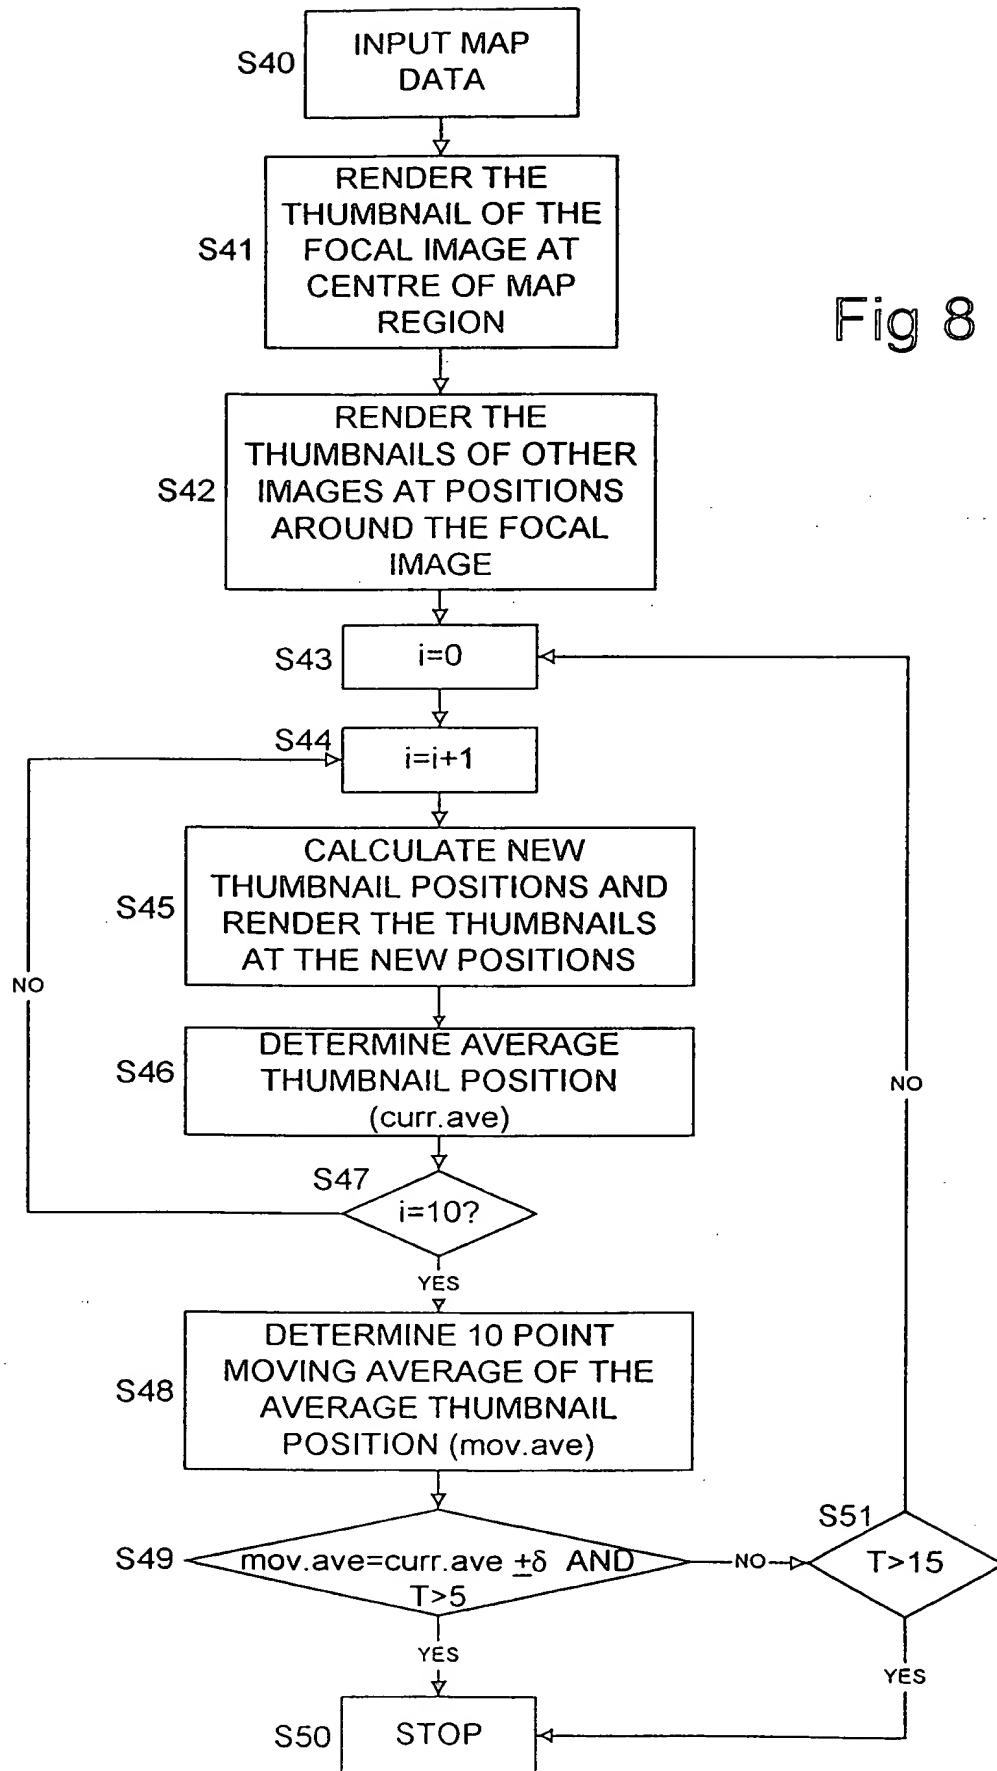 S40
INPUT MAP
DATA
S41
RENDER THE
THUMBNAIL OF THE
FOCAL IMAGE AT
CENTRE OF MAP
REGION
Fig 8
S42
RENDER THE
THUMBNAILS OF OTHER
IMAGES AT POSITIONS
AROUND THE FOCAL
IMAGE
S43
i=0
S44
i=i+1
S45
CALCULATE NEW
THUMBNAIL POSITIONS AND
RENDER THE THUMBNAILS
AT THE NEW POSITIONS
NO
S46
DETERMINE AVERAGE
THUMBNAIL POSITION
(curr.ave)
NO
S47
i=10?
YES
S48
DETERMINE 10 POINT
MOVING AVERAGE OF THE
AVERAGE THUMBNAIL
POSITION (mov.ave)
S49
mov.ave=curr.ave ±δ AND
T>5
NO
S51
T>15
YES
YES
S50
STOP